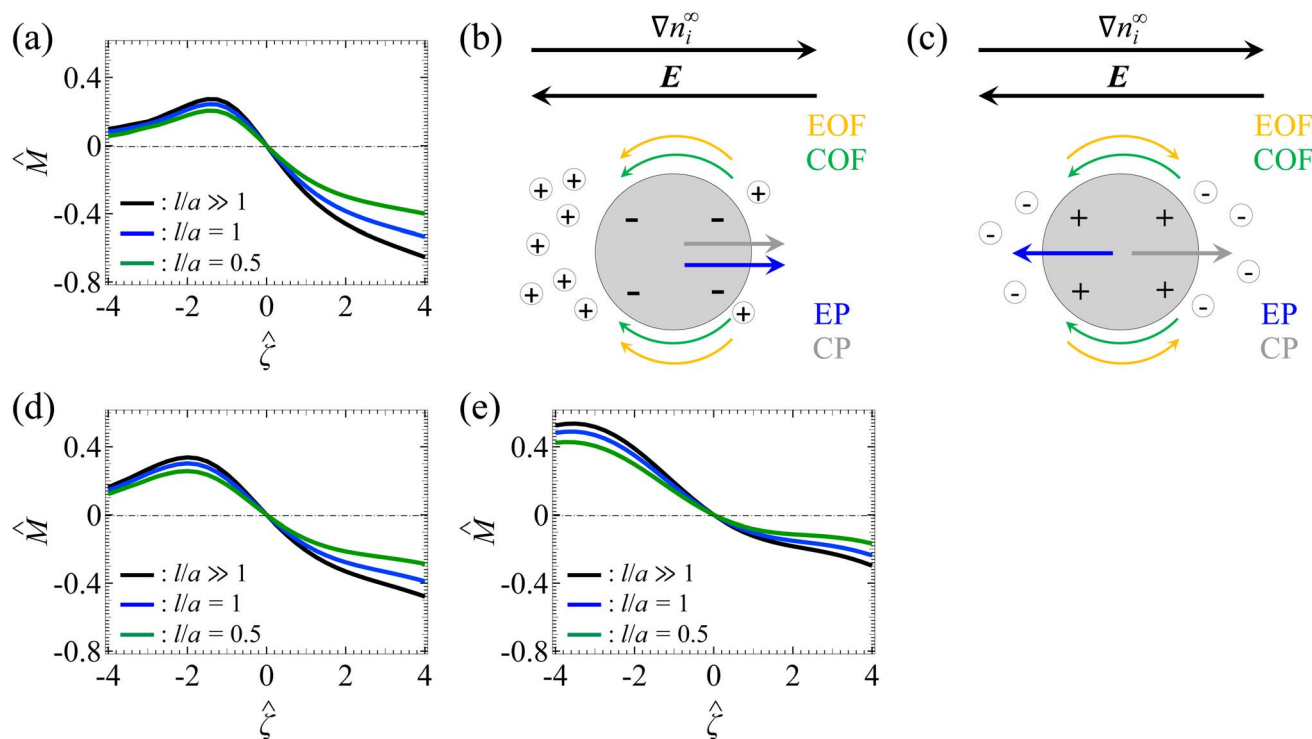 (a)
0.4
0
-0.4
-0.8
M̂
: l/a ≫ 1
: l/a = 1
: l/a = 0.5
-4 -2 0 2 4
ζ̂
(b)
∇n_i^∞
E
EOF
COF
+ + + + + + + + + +
- - - -
EP
CP
(c)
∇n_i^∞
E
EOF
COF
- - - - - - - -
+ + + +
EP
CP
(d)
0.4
0
-0.4
-0.8
M̂
: l/a ≫ 1
: l/a = 1
: l/a = 0.5
-4 -2 0 2 4
ζ̂
(e)
0.4
0
-0.4
-0.8
M̂
: l/a ≫ 1
: l/a = 1
: l/a = 0.5
-4 -2 0 2 4
ζ̂